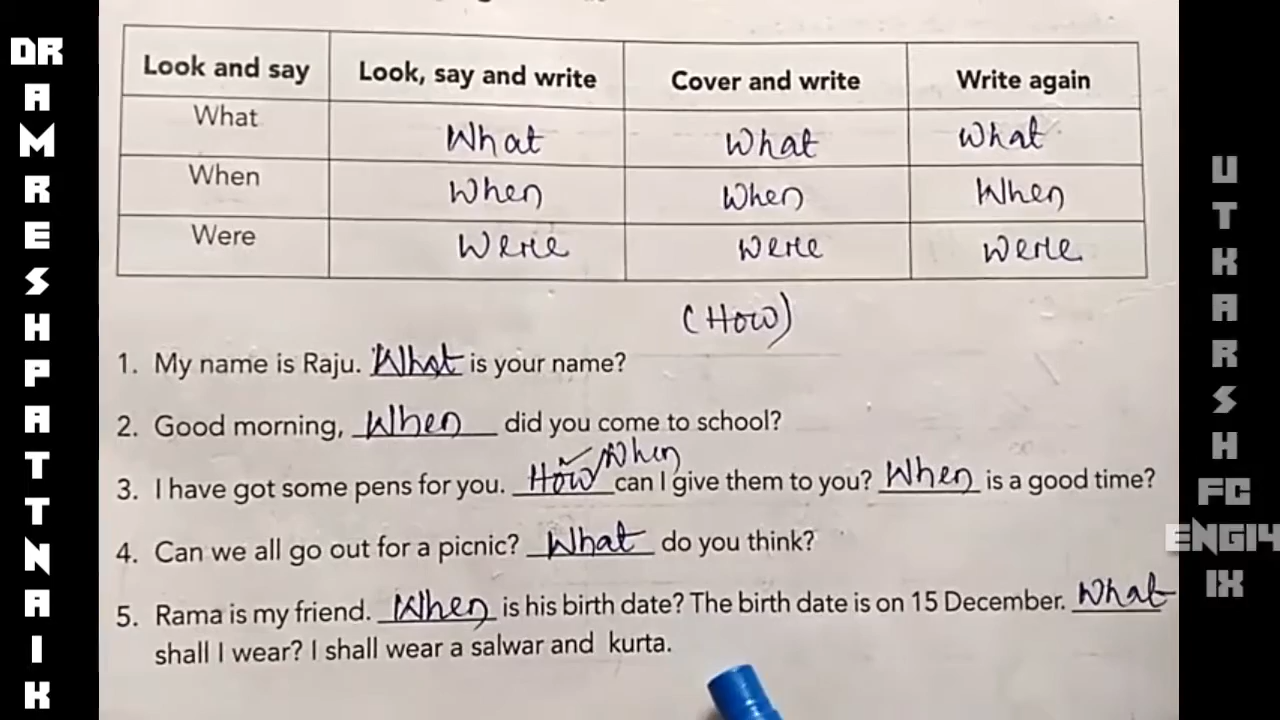 DR AMRESH PATTNAIK
Look and say Look, say and write Cover and write Write again
What What What What
When When When When
Were Were Were Were
(How)
1. My name is Raju. What is your name?
2. Good morning, When did you come to school?
When
3. I have got some pens for you. How can I give them to you? When is a good time?
4. Can we all go out for a picnic? What do you think?
5. Rama is my friend. When is his birth date? The birth date is on 15 December. What
shall I wear? I shall wear a salwar and kurta.
UTKARSH FC ENG14 IX